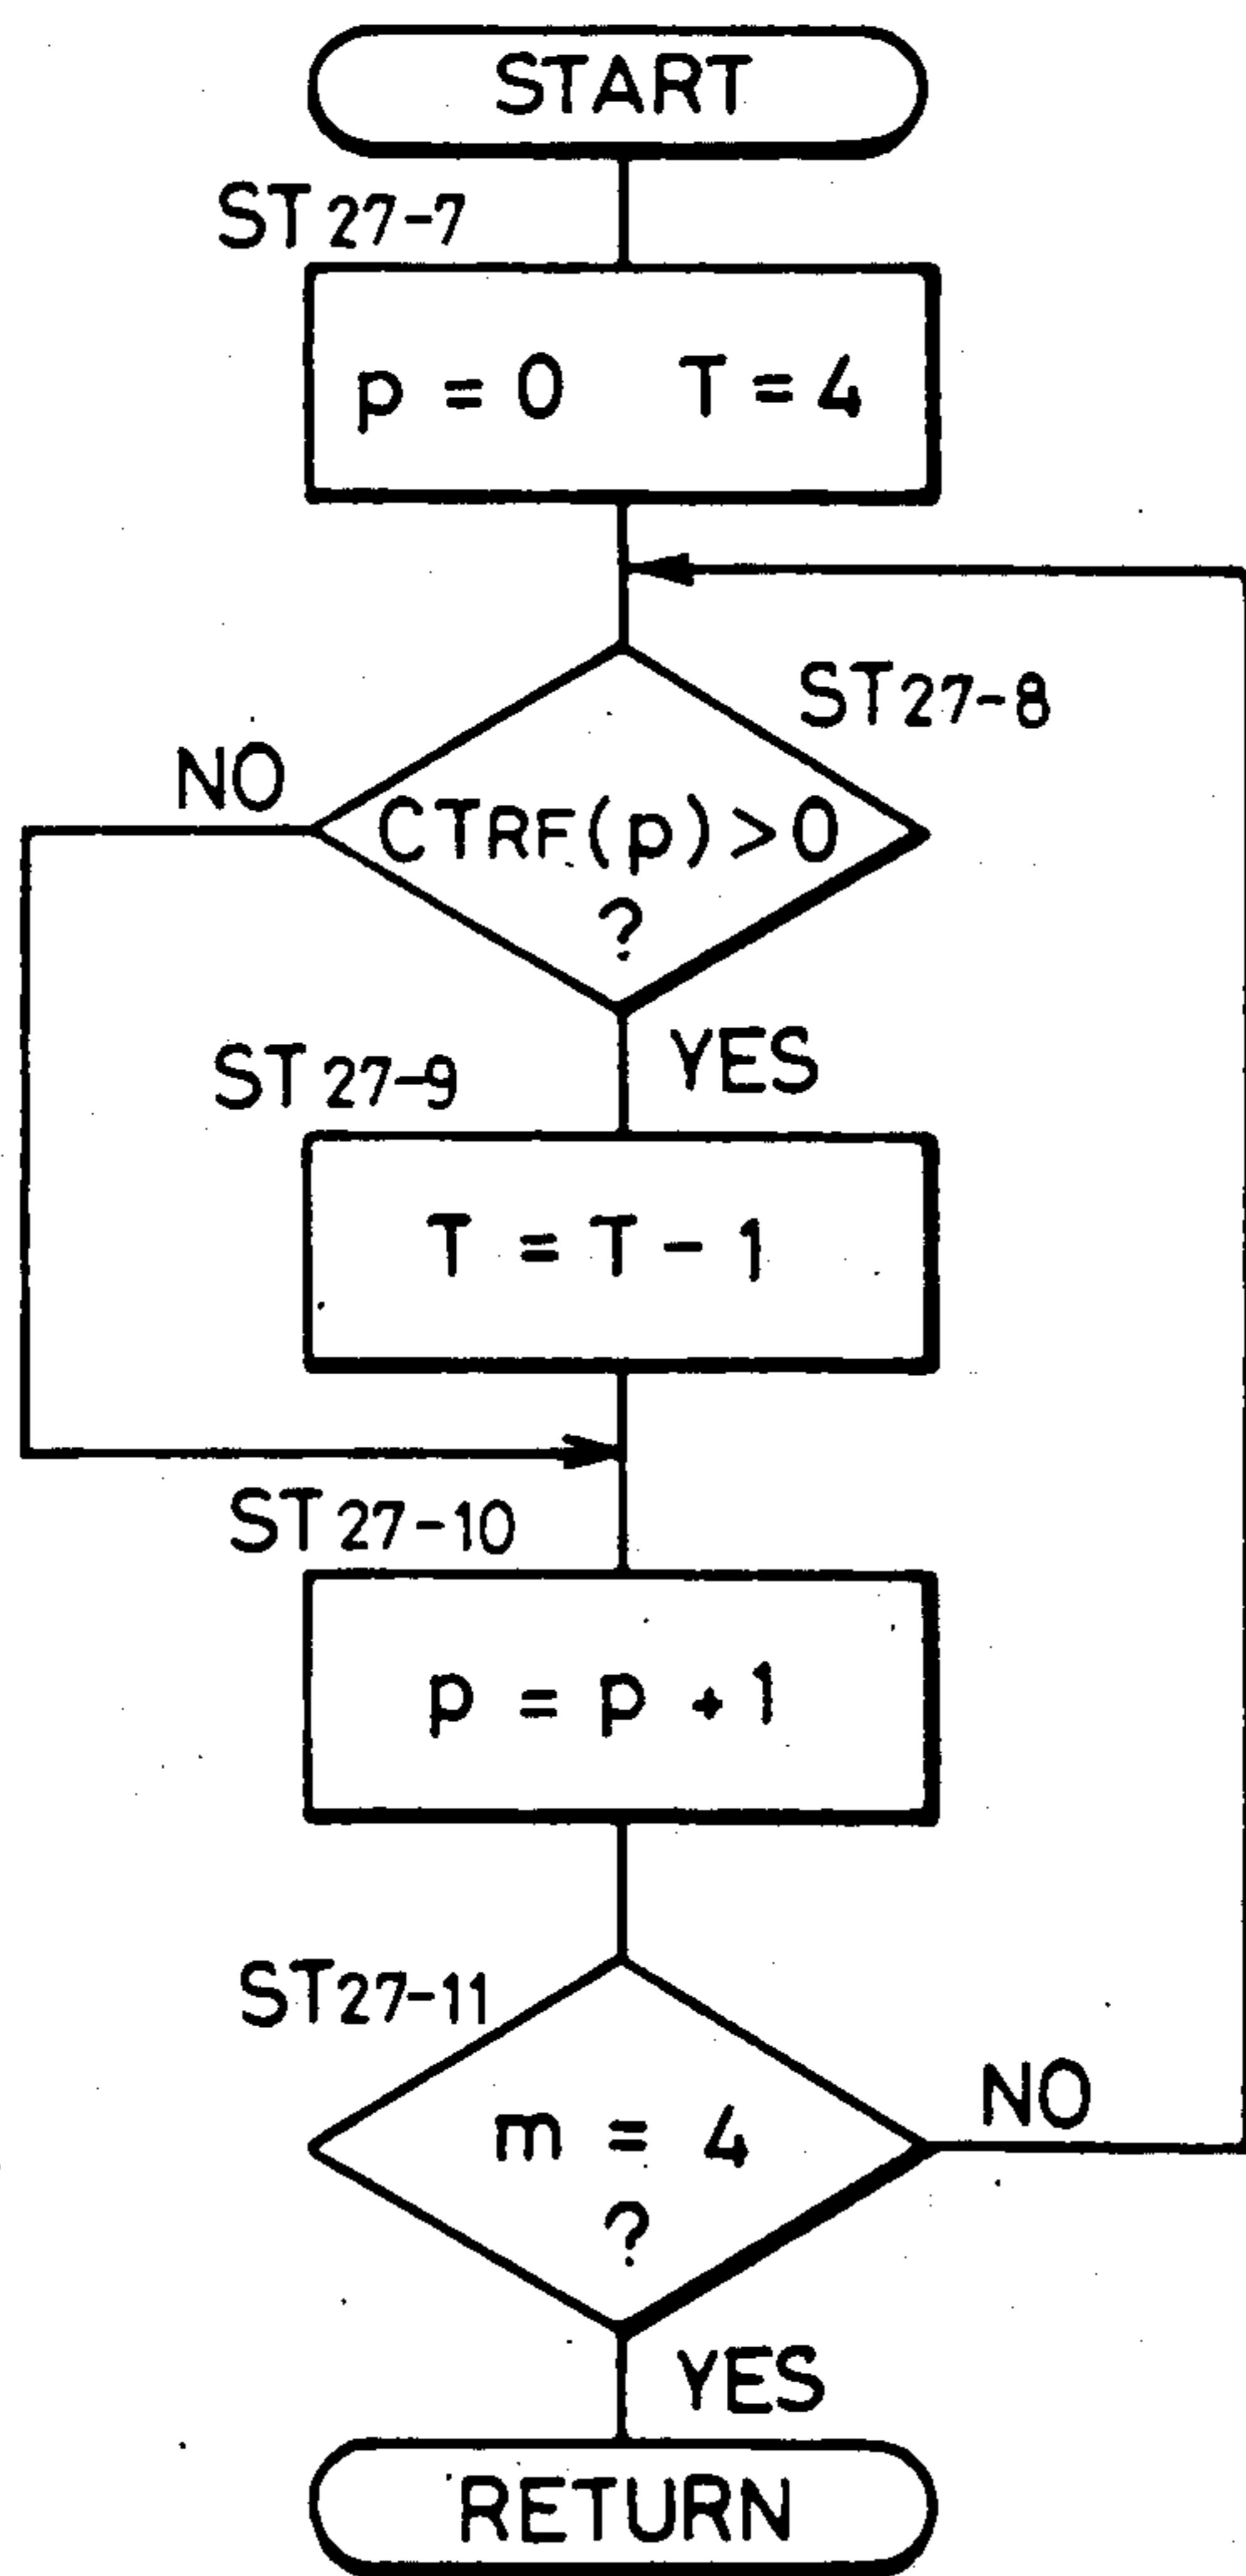 START
ST27-7
p = 0 T = 4
ST27-8
NO
CTRF(p)>0
?
YES
ST27-9
T = T - 1
ST27-10
p = p + 1
ST27-11
m = 4
?
NO
YES
RETURN